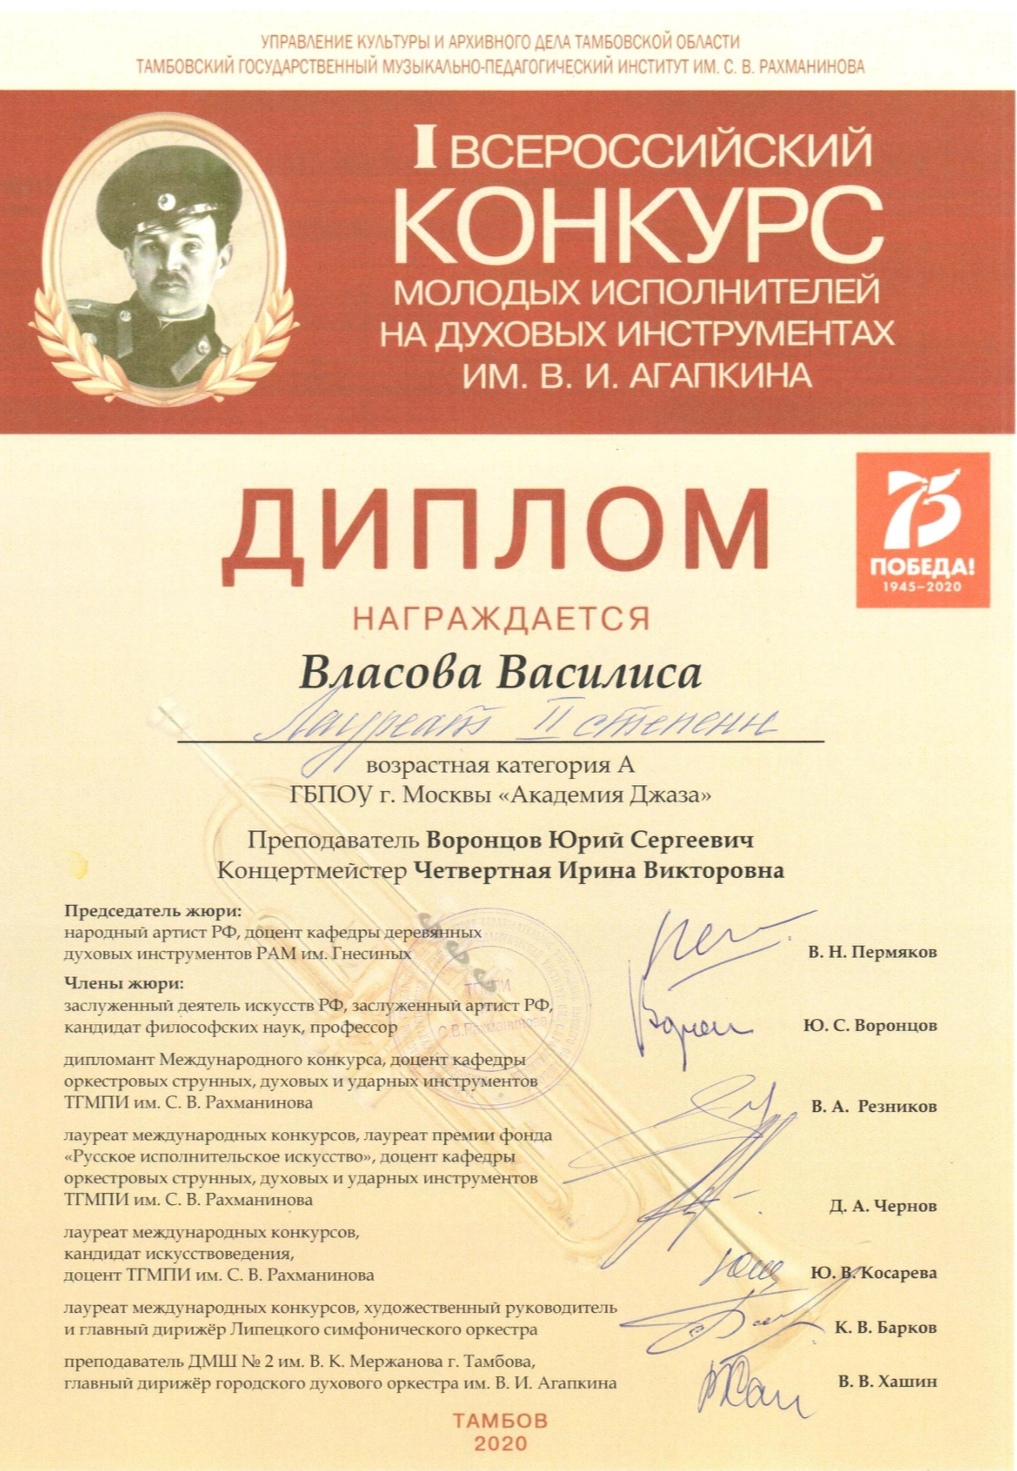 УПРАВЛЕНИЕ КУЛЬТУРЫ И АРХИВНОГО ДЕЛА ТАМБОВСКОЙ ОБЛАСТИ
ТАМБОВСКИЙ ГОСУДАРСТВЕННЫЙ МУЗЫКАЛЬНО-ПЕДАГОГИЧЕСКИЙ ИНСТИТУТ ИМ. С. В. РАХМАНИНОВА
I ВСЕРОССИЙСКИЙ
КОНКУРС
МОЛОДЫХ ИСПОЛНИТЕЛЕЙ
НА ДУХОВЫХ ИНСТРУМЕНТАХ
ИМ. В. И. АГАПКИНА
ДИПЛОМ
75
ПОБЕДА!
1945–2020
НАГРАЖДАЕТСЯ
Власова Василиса
Лауреат II степени
возрастная категория А
ГБПОУ г. Москвы «Академия Джаза»
Преподаватель Воронцов Юрий Сергеевич
Концертмейстер Четвертная Ирина Викторовна
Председатель жюри:
народный артист РФ, доцент кафедры деревянных
духовых инструментов РАМ им. Гнесиных
В. Н. Пермяков
Члены жюри:
заслуженный деятель искусств РФ, заслуженный артист РФ,
кандидат философских наук, профессор
Ю. С. Воронцов
дипломант Международного конкурса, доцент кафедры
оркестровых струнных, духовых и ударных инструментов
ТГМПИ им. С. В. Рахманинова
В. А. Резников
лауреат международных конкурсов, лауреат премии фонда
«Русское исполнительское искусство», доцент кафедры
оркестровых струнных, духовых и ударных инструментов
ТГМПИ им. С. В. Рахманинова
Д. А. Чернов
лауреат международных конкурсов,
кандидат искусствоведения,
доцент ТГМПИ им. С. В. Рахманинова
Ю. В. Косарева
лауреат международных конкурсов, художественный руководитель
и главный дирижёр Липецкого симфонического оркестра
К. В. Барков
преподаватель ДМШ № 2 им. В. К. Мержанова г. Тамбова,
главный дирижёр городского духового оркестра им. В. И. Агапкина
В. В. Хашин
ТАМБОВ
2020